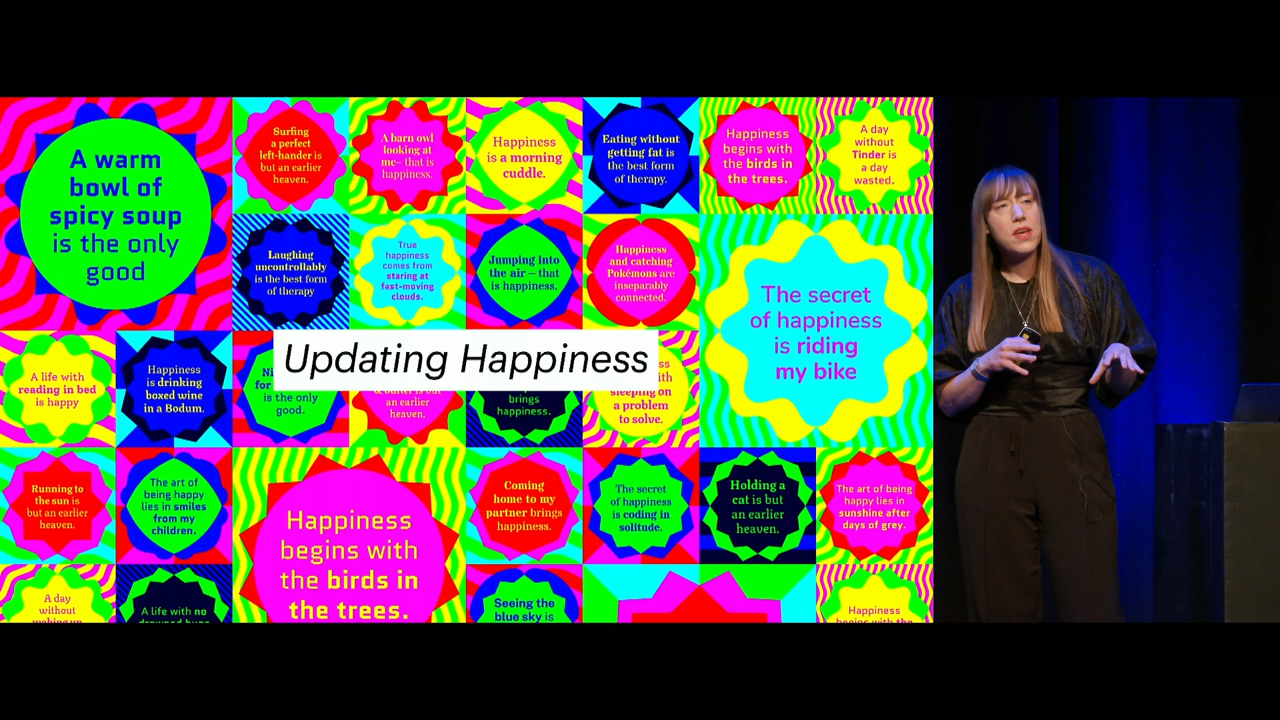 A warm
bowl of
spicy soup
is the only
good
Surfing
a perfect
left-hander is
but an earlier
heaven.
A barn owl
looking at
me– that is
happiness.
Happiness
is a morning
cuddle.
Eating without
getting fat is
the best form
of therapy.
Happiness
begins with
the birds in
the trees.
A day
without
Tinder is
a day
wasted.
Laughing
uncontrollably
is the best form
of therapy
True
happiness
comes from
staring at
fast-moving
clouds.
Jumping into
the air – that
is happiness.
Happiness
and catching
Pokémons are
inseparably
connected.
The secret
of happiness
is riding
my bike
Updating Happiness
A life with
reading in bed
is happy
Happiness
is drinking
boxed wine
in a Bodum.
for
is the only
good.
is but an
earlier
heaven.
brings
happiness.
sleeping on
a problem
to solve.
Running to
the sun is
but an earlier
heaven.
The art of
being happy
lies in smiles
from my
children.
Happiness
begins with
the birds in
the trees.
Coming
home to my
partner brings
happiness.
The secret
of happiness
is coding in
solitude.
Holding a
cat is but
an earlier
heaven.
The art of being
happy lies in
sunshine after
days of grey.
A day
without
A life with no
Seeing the
blue sky is
Happiness
begins with the